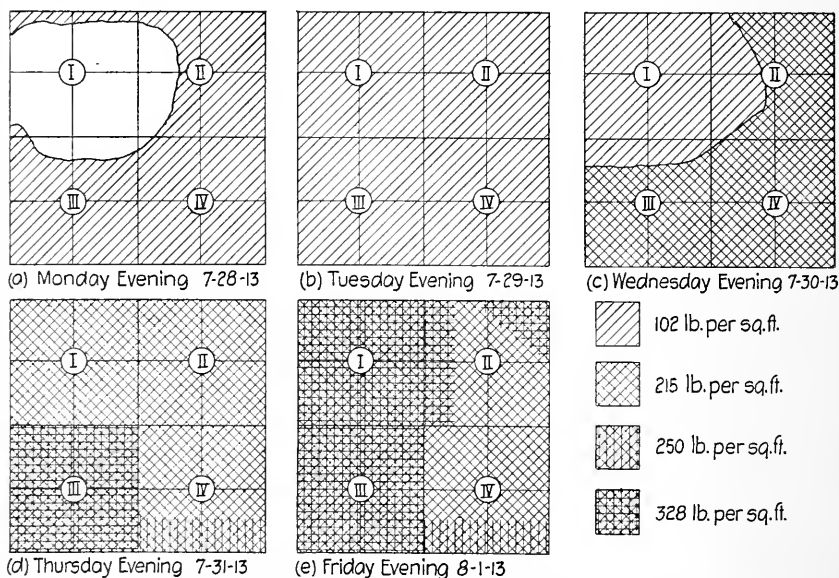 I II
III IV
(a) Monday Evening 7-28-13
I II
III IV
(b) Tuesday Evening 7-29-13
I II
III IV
(c) Wednesday Evening 7-30-13
I II
III IV
(d) Thursday Evening 7-31-13
I II
III IV
(e) Friday Evening 8-1-13
102 lb. per sq. ft.
215 lb. per sq. ft.
250 lb. per sq. ft.
328 lb. per sq. ft.